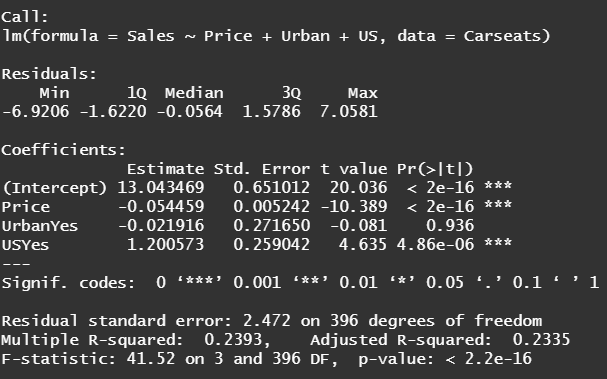 Call:
lm(formula = Sales ~ Price + Urban + US, data = Carseats)
Residuals:
    Min      1Q  Median      3Q     Max
-6.9206 -1.6220 -0.0564  1.5786  7.0581
Coefficients:
             Estimate Std. Error t value Pr(>|t|)
(Intercept) 13.043469   0.651012  20.036  < 2e-16 ***
Price       -0.054459   0.005242 -10.389  < 2e-16 ***
UrbanYes    -0.021916   0.271650  -0.081    0.936
USYes        1.200573   0.259042   4.635 4.86e-06 ***
---
Signif. codes:  0 ‘***’ 0.001 ‘**’ 0.01 ‘*’ 0.05 ‘.’ 0.1 ‘ ’ 1
Residual standard error: 2.472 on 396 degrees of freedom
Multiple R-squared:  0.2393,    Adjusted R-squared:  0.2335
F-statistic: 41.52 on 3 and 396 DF,  p-value: < 2.2e-16